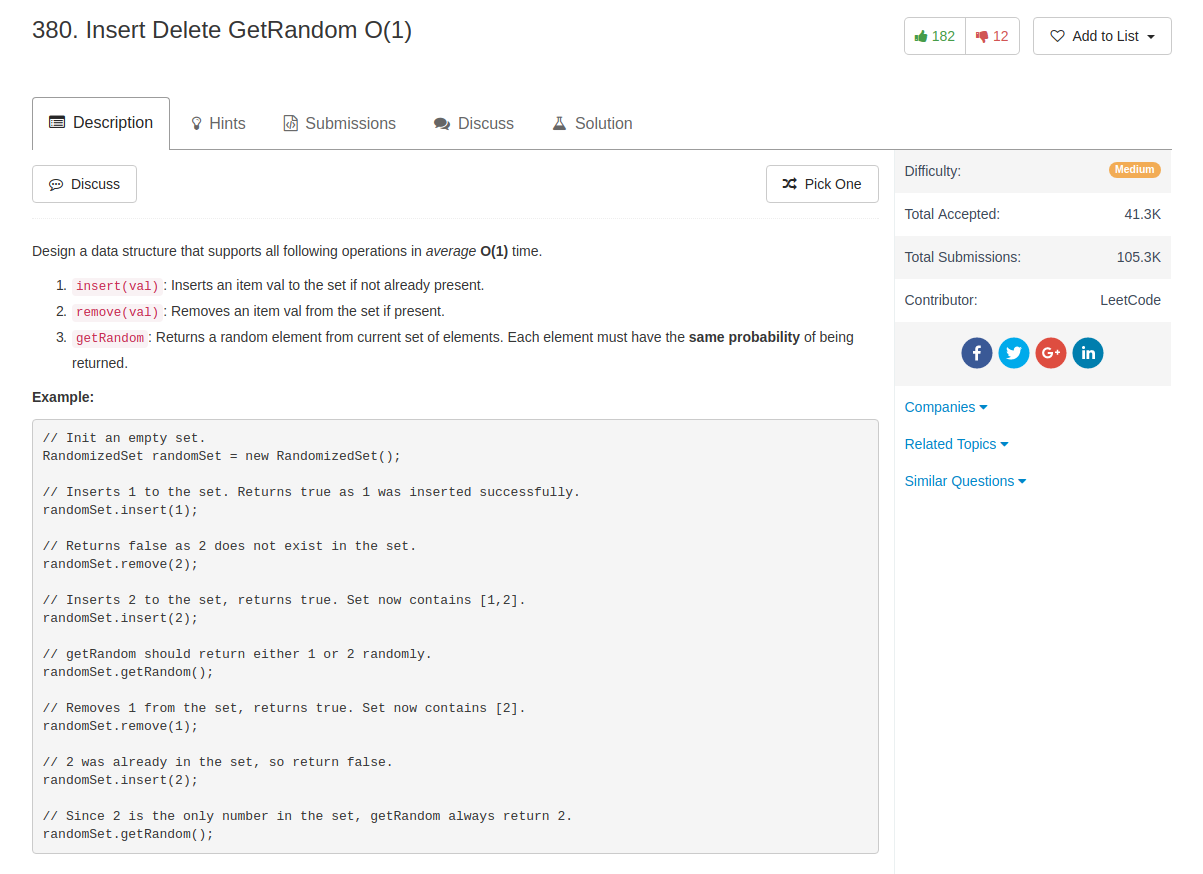 380. Insert Delete GetRandom O(1)
182
12
Add to List
Description
Hints
Submissions
Discuss
Solution
Discuss
Pick One
Design a data structure that supports all following operations in average O(1) time.
1. insert(val) : Inserts an item val to the set if not already present.
2. remove(val) : Removes an item val from the set if present.
3. getRandom : Returns a random element from current set of elements. Each element must have the same probability of being
returned.
Example:
// Init an empty set.
RandomizedSet randomSet = new RandomizedSet();
// Inserts 1 to the set. Returns true as 1 was inserted successfully.
randomSet.insert(1);
// Returns false as 2 does not exist in the set.
randomSet.remove(2);
// Inserts 2 to the set, returns true. Set now contains [1,2].
randomSet.insert(2);
// getRandom should return either 1 or 2 randomly.
randomSet.getRandom();
// Removes 1 from the set, returns true. Set now contains [2].
randomSet.remove(1);
// 2 was already in the set, so return false.
randomSet.insert(2);
// Since 2 is the only number in the set, getRandom always return 2.
randomSet.getRandom();
Difficulty: Medium
Total Accepted: 41.3K
Total Submissions: 105.3K
Contributor: LeetCode
f G+ in
Companies
Related Topics
Similar Questions